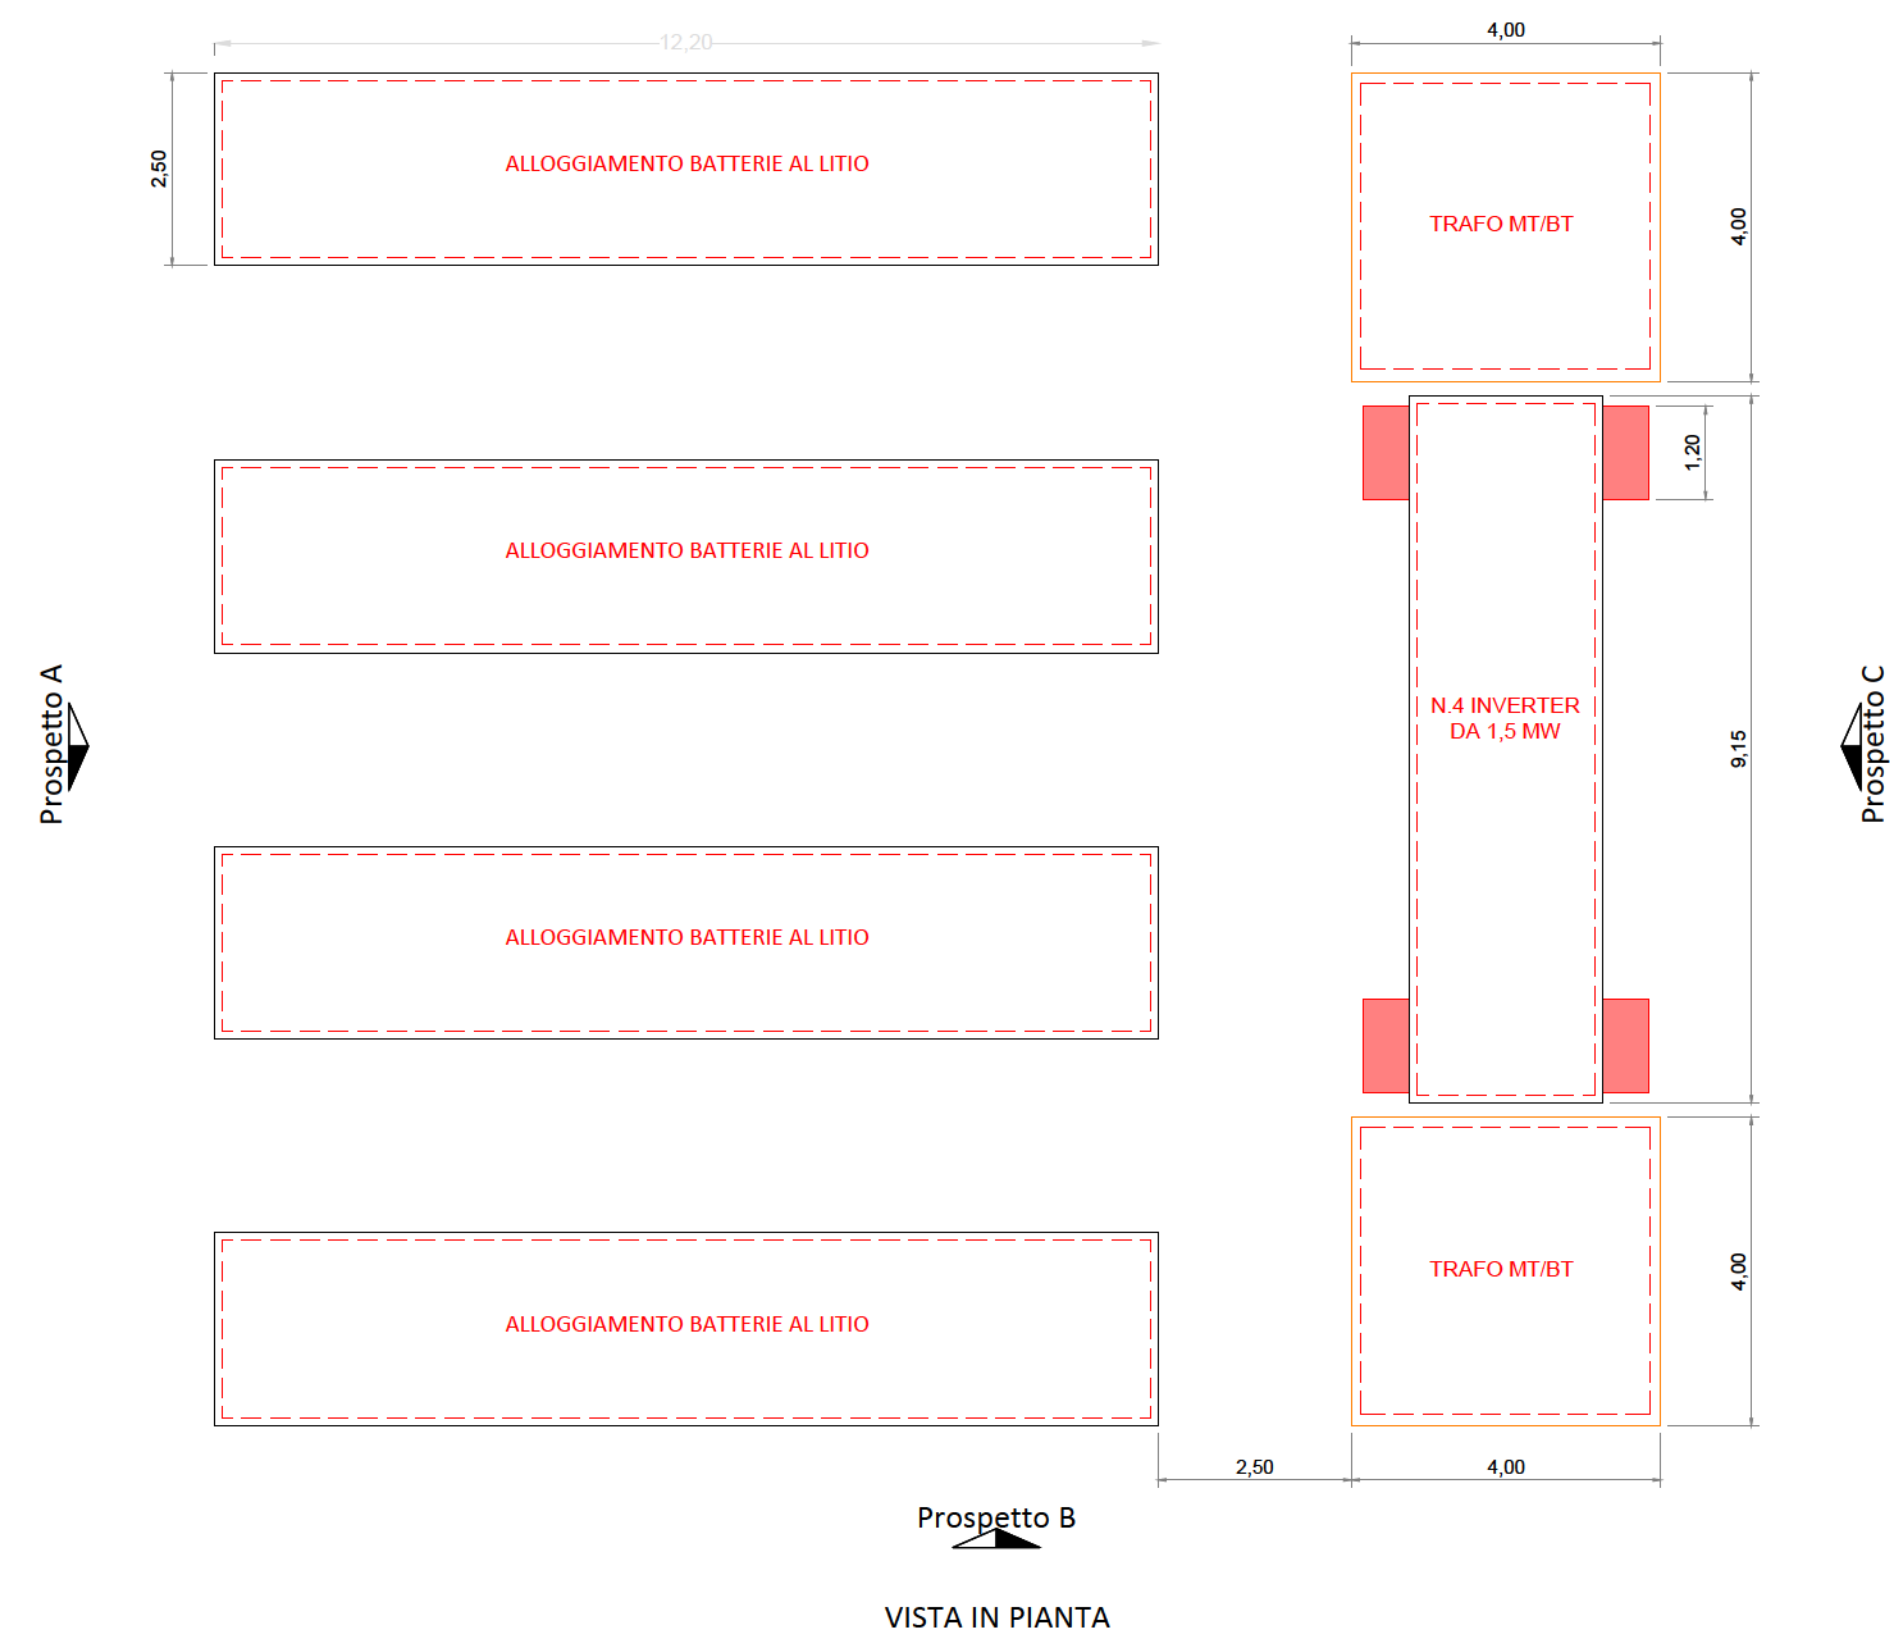 12,20
4,00
2,50
ALLOGGIAMENTO BATTERIE AL LITIO
TRAFO MT/BT
4,00
1,20
ALLOGGIAMENTO BATTERIE AL LITIO
Prospetto A
N.4 INVERTER
DA 1,5 MW
9,15
Prospetto C
ALLOGGIAMENTO BATTERIE AL LITIO
ALLOGGIAMENTO BATTERIE AL LITIO
TRAFO MT/BT
4,00
2,50
4,00
Prospetto B
VISTA IN PIANTA